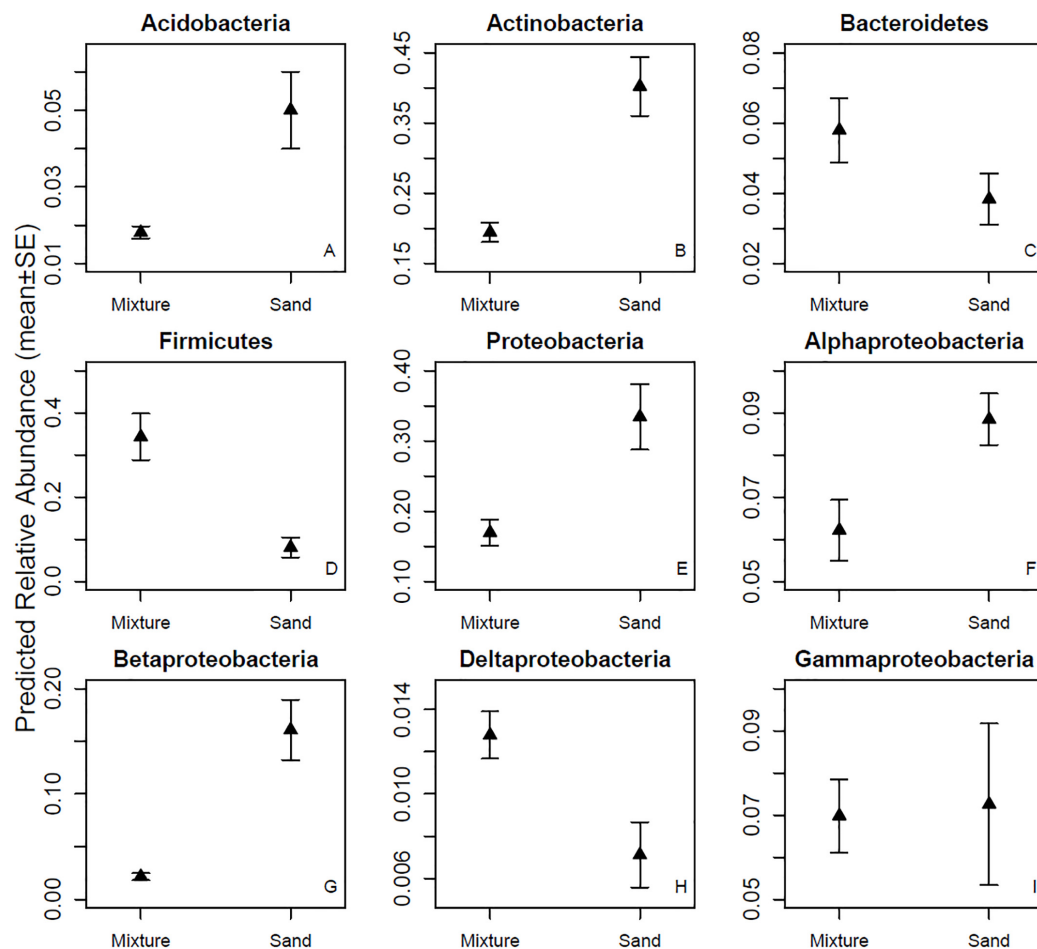 Acidobacteria
Actinobacteria
Bacteroidetes
Predicted Relative Abundance (mean±SE)
0.05
0.03
0.01
A
Mixture
Sand
0.45
0.35
0.25
0.15
B
Mixture
Sand
0.08
0.06
0.04
0.02
C
Mixture
Sand
Firmicutes
Proteobacteria
Alphaproteobacteria
0.4
0.2
0.0
D
Mixture
Sand
0.40
0.30
0.20
0.10
E
Mixture
Sand
0.09
0.07
0.05
F
Mixture
Sand
Betaproteobacteria
Deltaproteobacteria
Gammaproteobacteria
0.20
0.10
0.00
G
Mixture
Sand
0.014
0.010
0.006
H
Mixture
Sand
0.09
0.07
0.05
I
Mixture
Sand